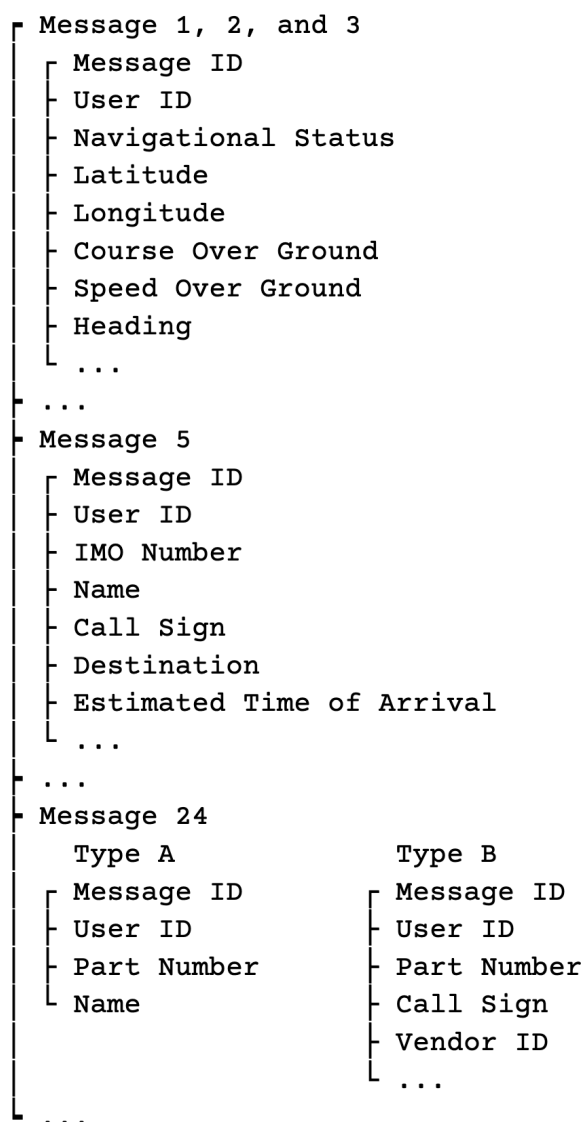 Message 1, 2, and 3
Message ID
User ID
Navigational Status
Latitude
Longitude
Course Over Ground
Speed Over Ground
Heading
...
...
Message 5
Message ID
User ID
IMO Number
Name
Call Sign
Destination
Estimated Time of Arrival
...
...
Message 24
Type A Type B
Message ID Message ID
User ID User ID
Part Number Part Number
Name Call Sign
Vendor ID
...
...